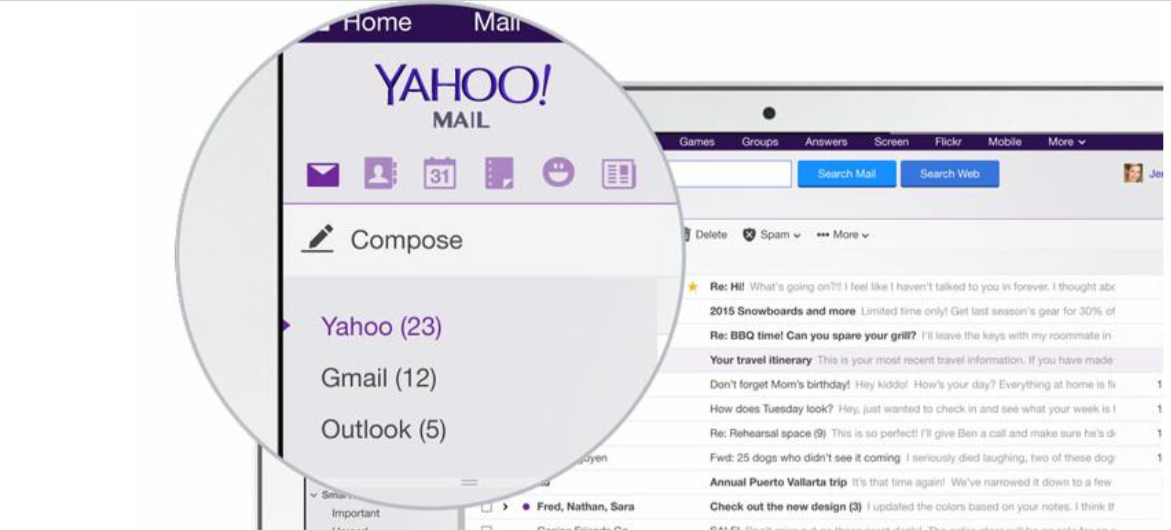 Home Mail
YAHOO!
MAIL
31
Compose
Yahoo (23)
Gmail (12)
Outlook (5)
Games Groups Answers Screen Flickr Mobile More
Search Mail Search Web
Delete Spam More
Re: Hi! What's going on?!! I feel like I haven't talked to you in forever. I thought
2015 Snowboards and more Limited time only! Get last season's gear for 30% of
Re: BBQ time! Can you spare your grill? I'll leave the keys with my roommate in
Your travel itinerary This is your most recent travel information. If you have made
Don't forget Mom's birthday! Hey kiddo! How's your day? Everything at home is
How does Tuesday look? Hey, just wanted to check in and see what your week is
Re: Rehearsal space (9) This is so perfect! I'll give Ben a call and make sure he's
Fwd: 25 dogs who didn't see it coming I seriously died laughing, two of these
Annual Puerto Vallarta trip It's that time again! We've narrowed it down to a few
Fred, Nathan, Sara Check out the new design (3) I updated the colors based on your notes. I think
Important